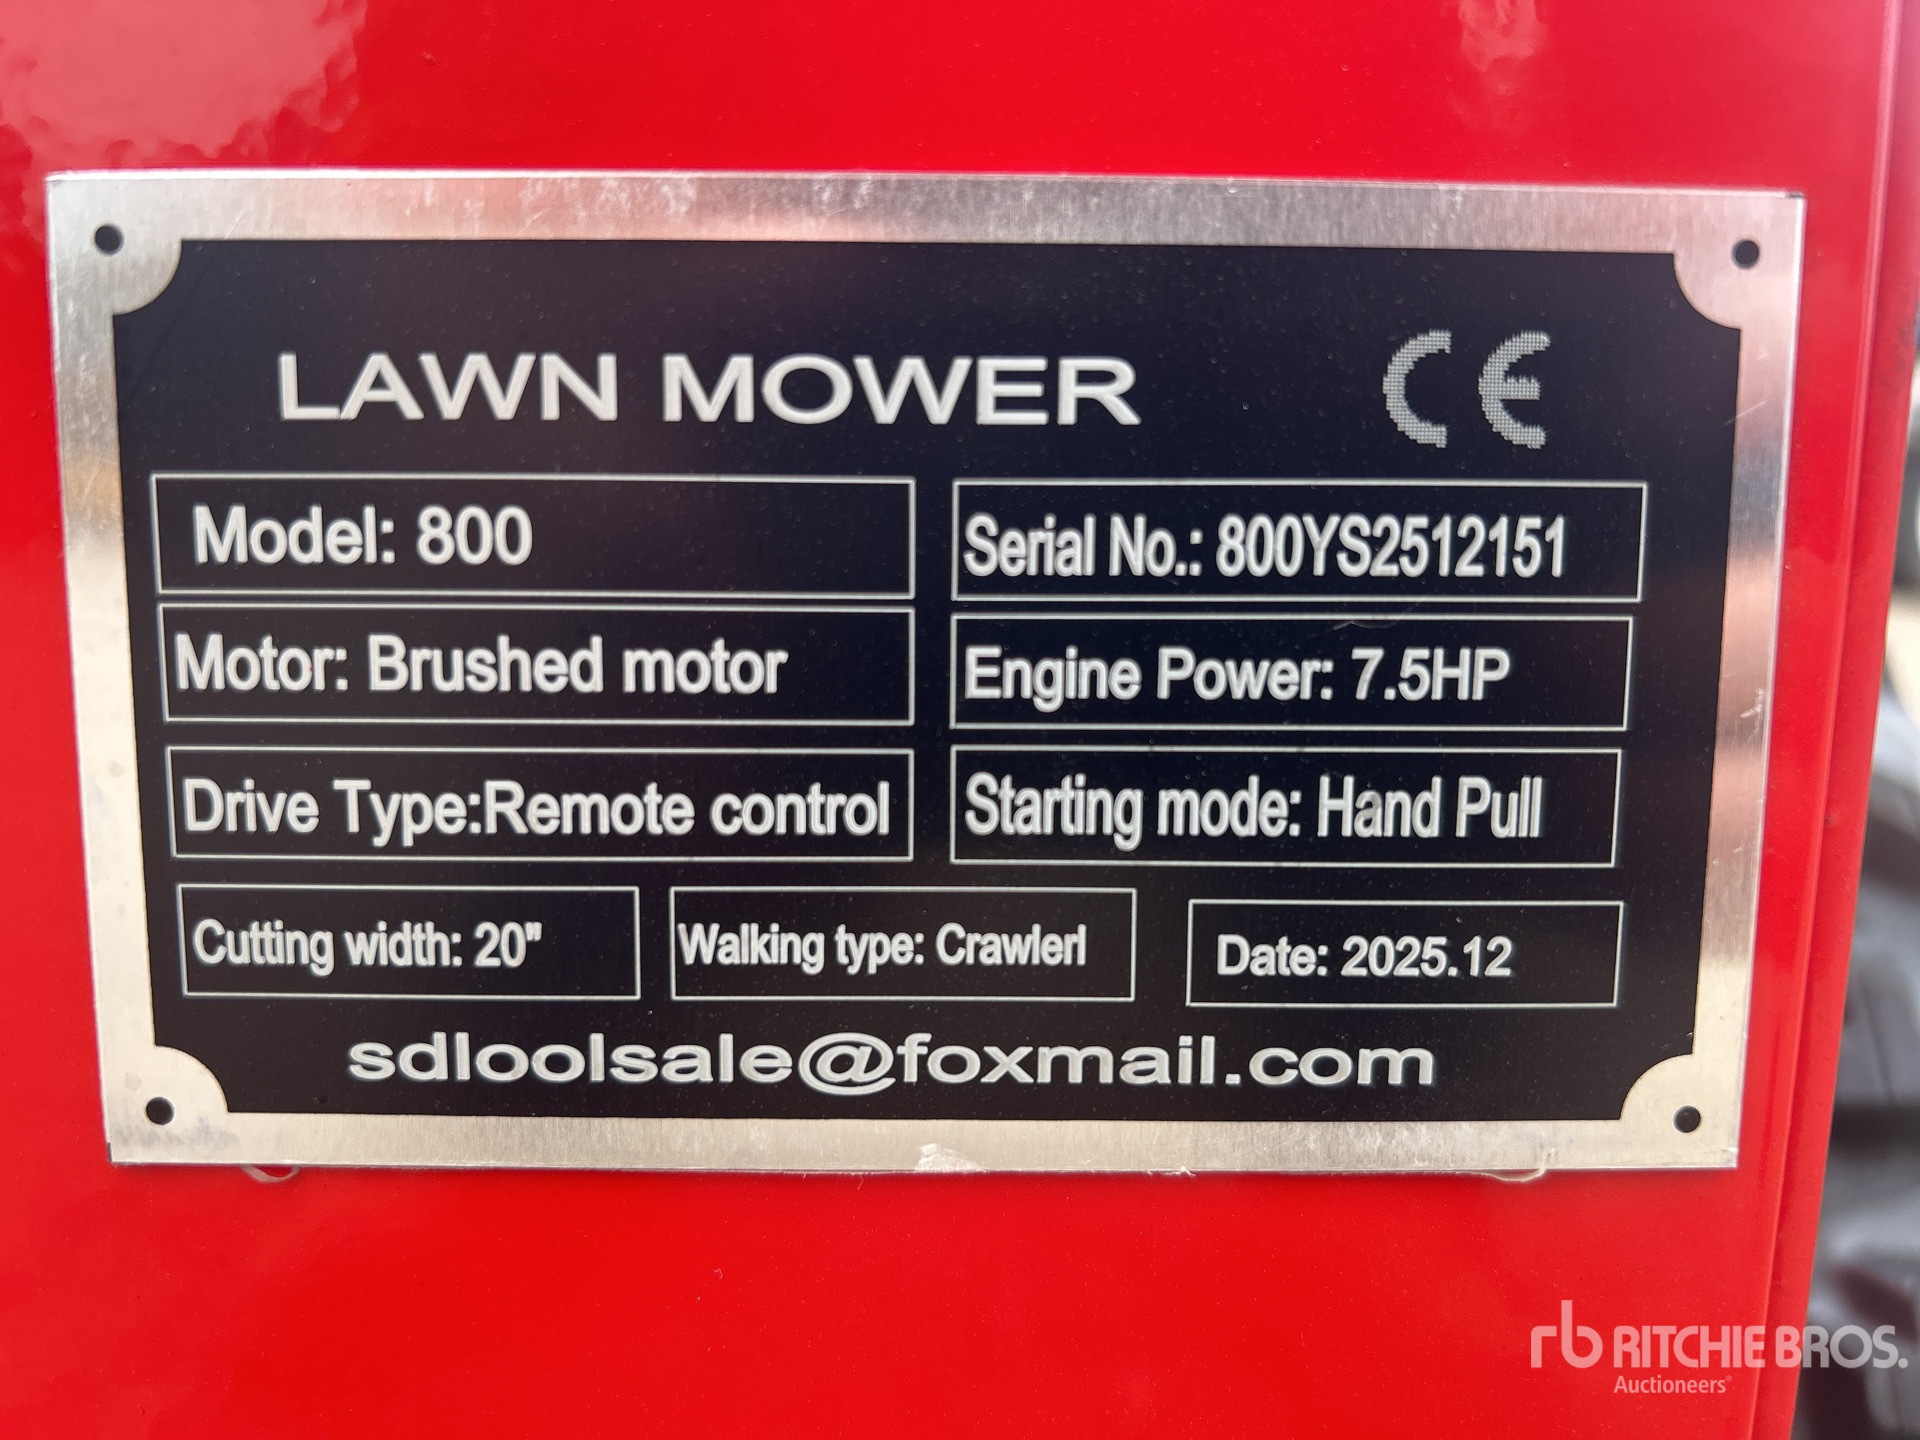 LAWN MOWER CE
Model: 800
Serial No.: 800YS2512151
Motor: Brushed motor
Engine Power: 7.5HP
Drive Type:Remote control
Starting mode: Hand Pull
Cutting width: 20"
Walking type: Crawlerl
Date: 2025.12
sdloolsale@foxmail.com
rb RITCHIE BROS.
Auctioneers